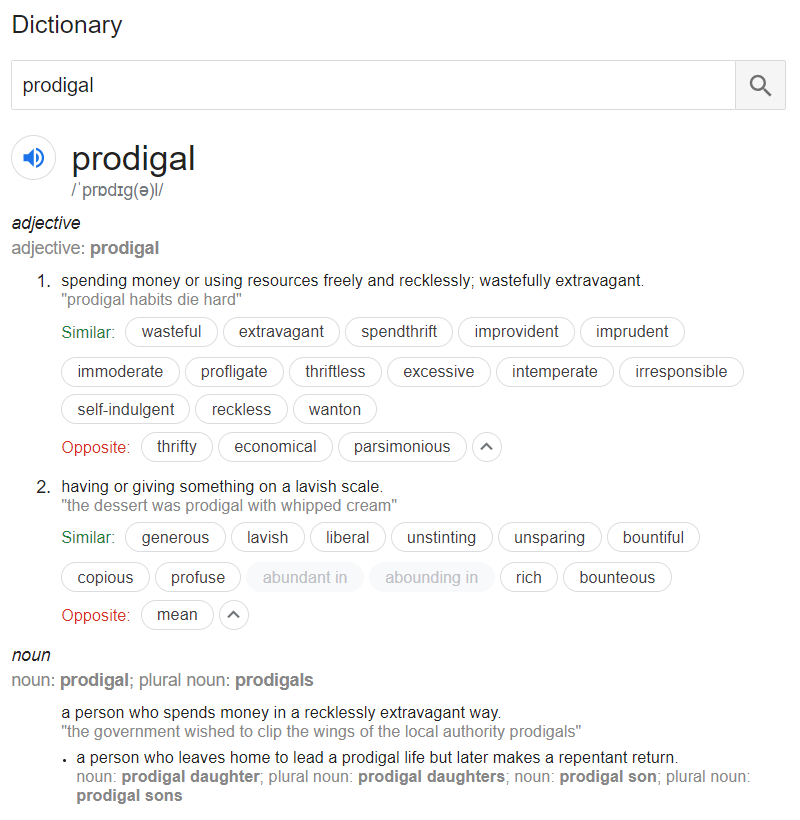 Dictionary
prodigal
prodigal
/ˈprɒdɪɡ(ə)l/
adjective
adjective: prodigal
1. spending money or using resources freely and recklessly; wastefully extravagant.
"prodigal habits die hard"
Similar: wasteful extravagant spendthrift improvident imprudent
immoderate profligate thriftless excessive intemperate irresponsible
self-indulgent reckless wanton
Opposite: thrifty economical parsimonious
2. having or giving something on a lavish scale.
"the dessert was prodigal with whipped cream"
Similar: generous lavish liberal unstinting unsparing bountiful
copious profuse abundant in abounding in rich bounteous
Opposite: mean
noun
noun: prodigal; plural noun: prodigals
a person who spends money in a recklessly extravagant way.
"the government wished to clip the wings of the local authority prodigals"
• a person who leaves home to lead a prodigal life but later makes a repentant return.
noun: prodigal daughter; plural noun: prodigal daughters; noun: prodigal son; plural noun:
prodigal sons